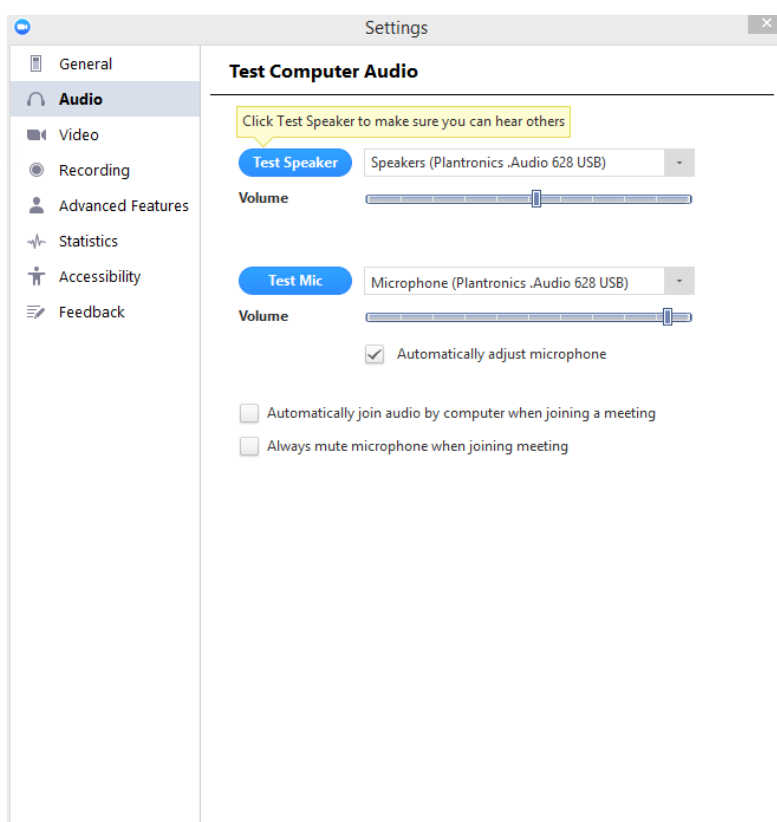 Settings
General
Audio
Video
Recording
Advanced Features
Statistics
Accessibility
Feedback
Test Computer Audio
Click Test Speaker to make sure you can hear others
Test Speaker
Speakers (Plantronics .Audio 628 USB)
Volume
Test Mic
Microphone (Plantronics .Audio 628 USB)
Volume
Automatically adjust microphone
Automatically join audio by computer when joining a meeting
Always mute microphone when joining meeting